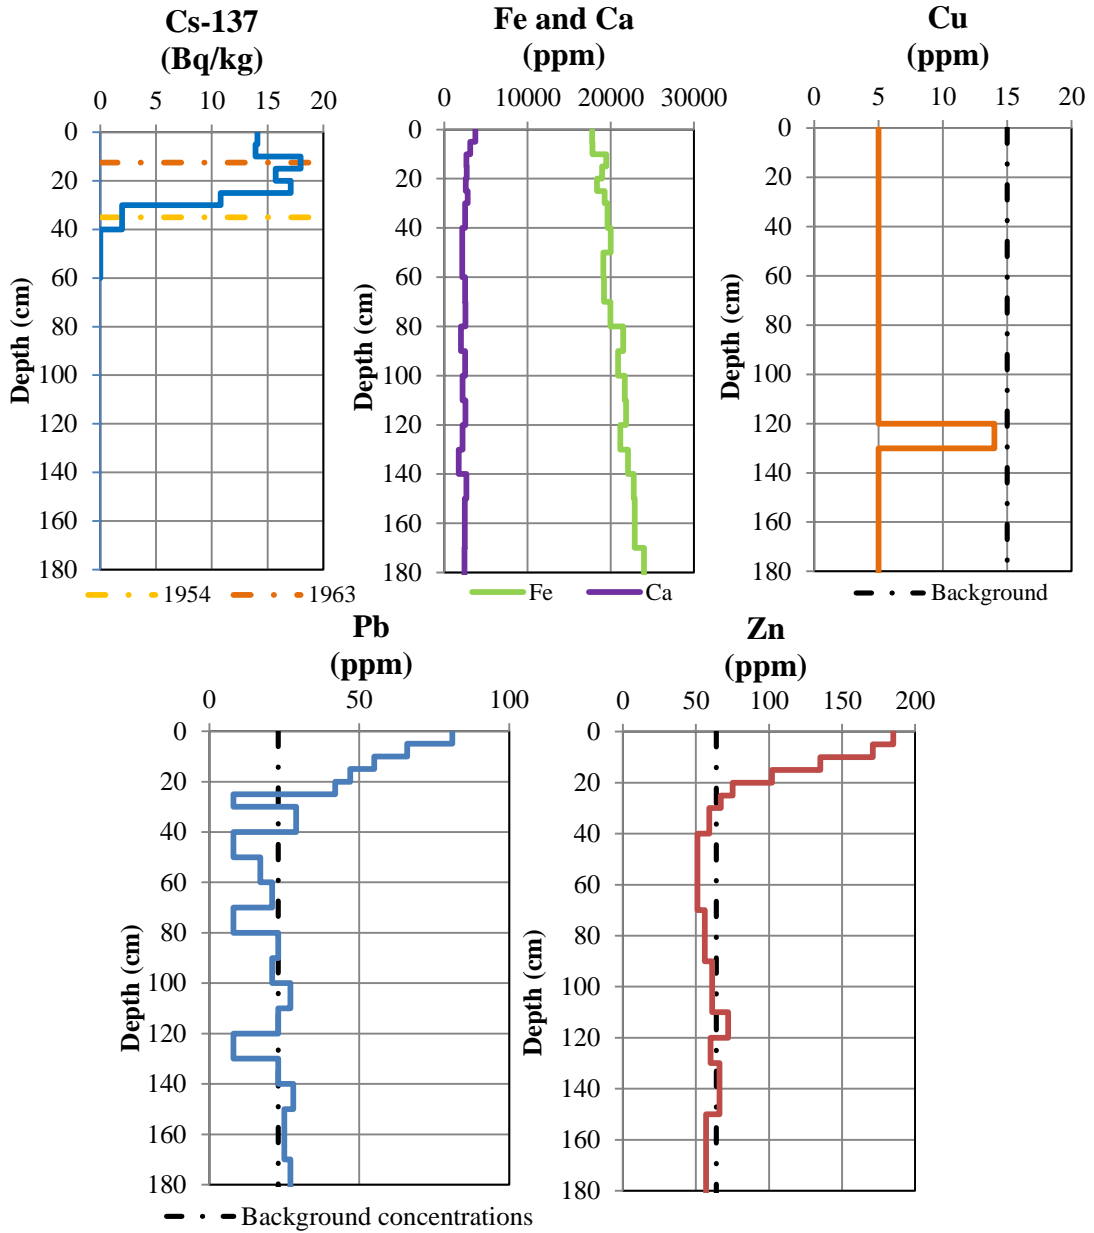 Cs-137
(Bq/kg)
0 5 10 15 20
0
20
40
60
80
100
120
140
160
180
Depth (cm)
1954 1963
Fe and Ca
(ppm)
0 10000 20000 30000
0
20
40
60
80
100
120
140
160
180
Depth (cm)
Fe Ca
Cu
(ppm)
0 5 10 15 20
0
20
40
60
80
100
120
140
160
180
Depth (cm)
Background
Pb
(ppm)
0 50 100
0
20
40
60
80
100
120
140
160
180
Depth (cm)
Background concentrations
Zn
(ppm)
0 50 100 150 200
0
20
40
60
80
100
120
140
160
180
Depth (cm)